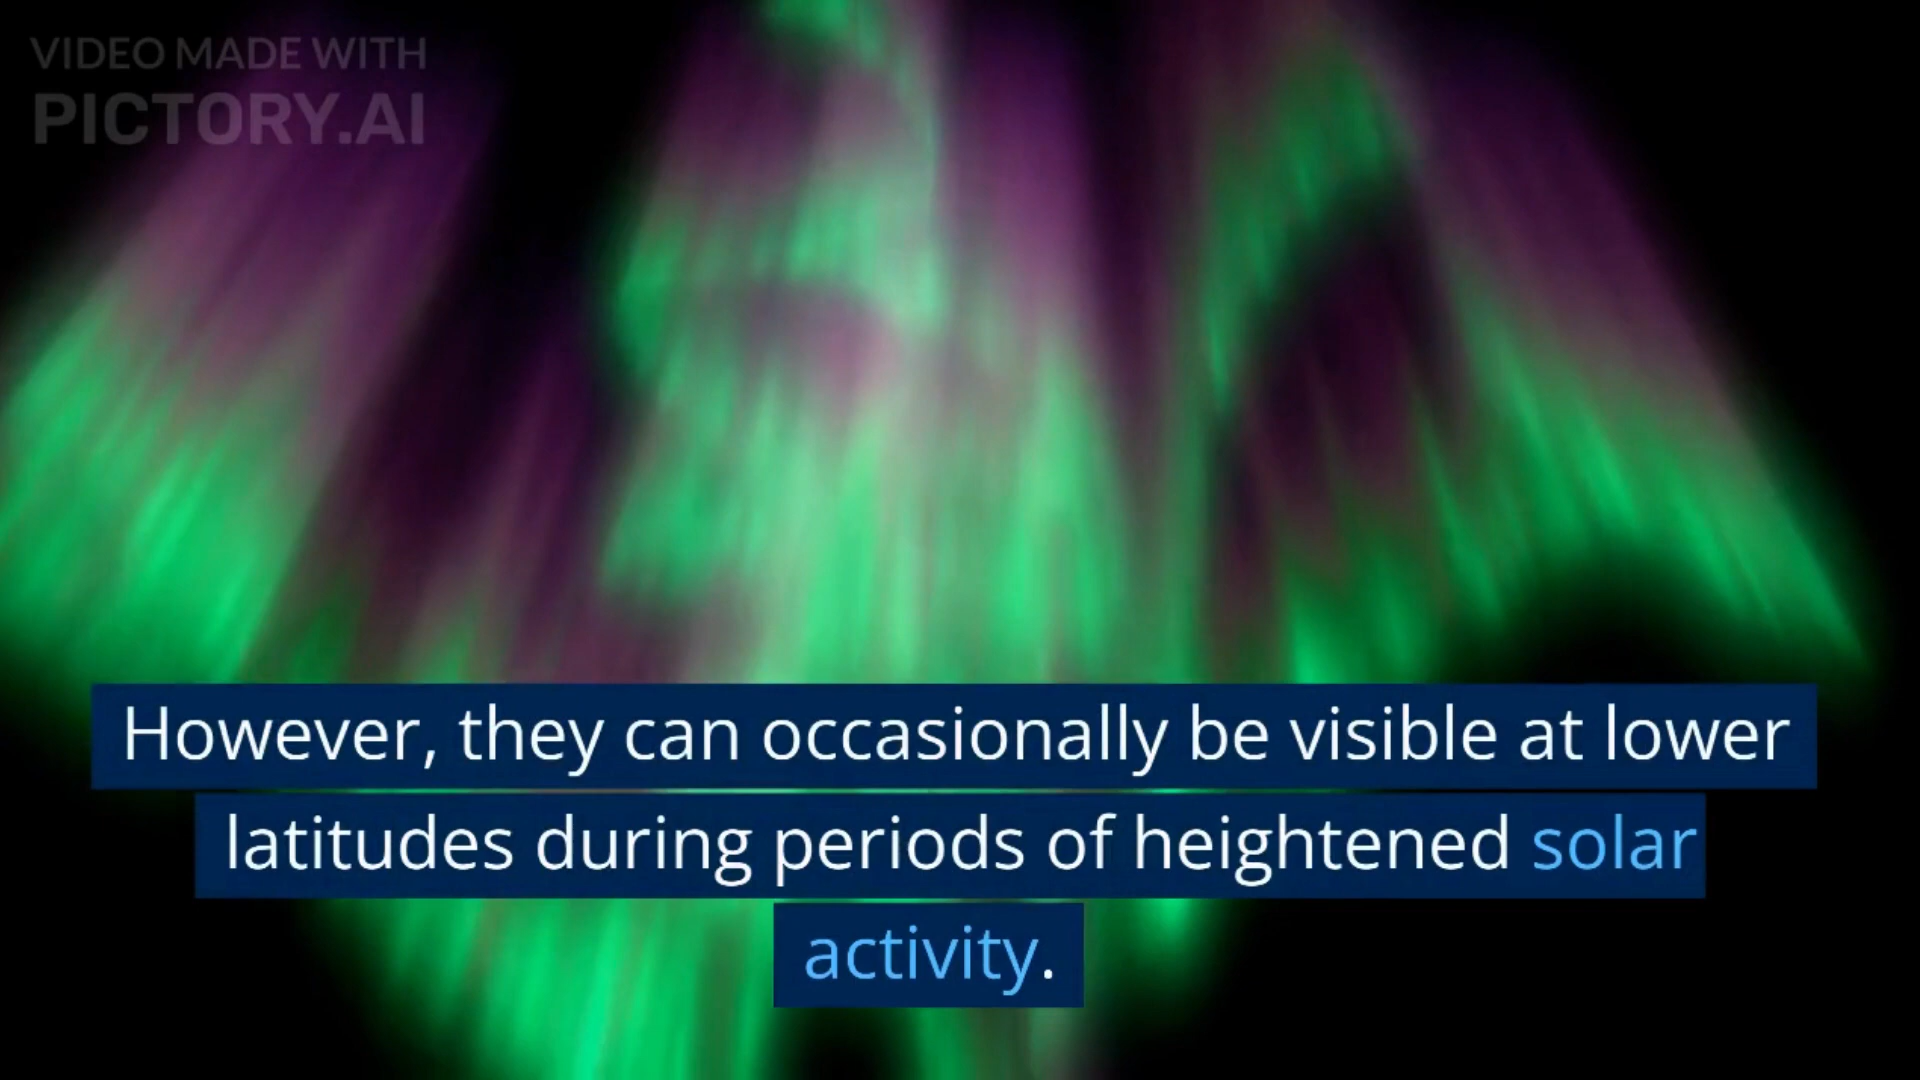 VIDEO MADE WITH
PICTORY.AI
However, they can occasionally be visible at lower
latitudes during periods of heightened solar
activity.